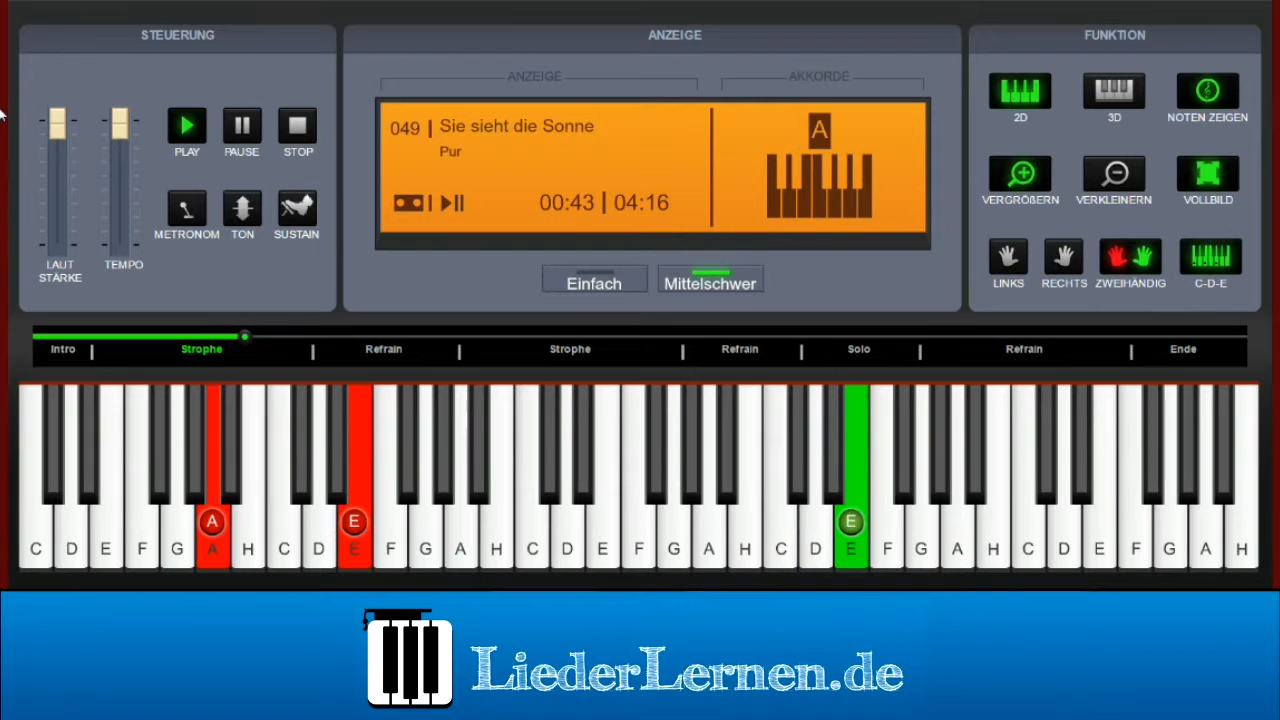 STEUERUNG
ANZEIGE
FUNKTION
ANZEIGE
AKKORDE
049 | Sie sieht die Sonne
Pur
A
00:43 | 04:16
PLAY PAUSE STOP
METRONOM TON SUSTAIN
LAUT STÄRKE
TEMPO
Einfach
Mittelschwer
2D 3D NOTEN ZEIGEN
VERGRÖßERN VERKLEINERN VOLLBILD
LINKS RECHTS ZWEIHÄNDIG C-D-E
Intro | Strophe | Refrain | Strophe | Refrain | Solo | Refrain | Ende
A E E
C D E F G A H C D E F G A H C D E F G A H C D E F G A H C D E F G A H
LiederLernen.de